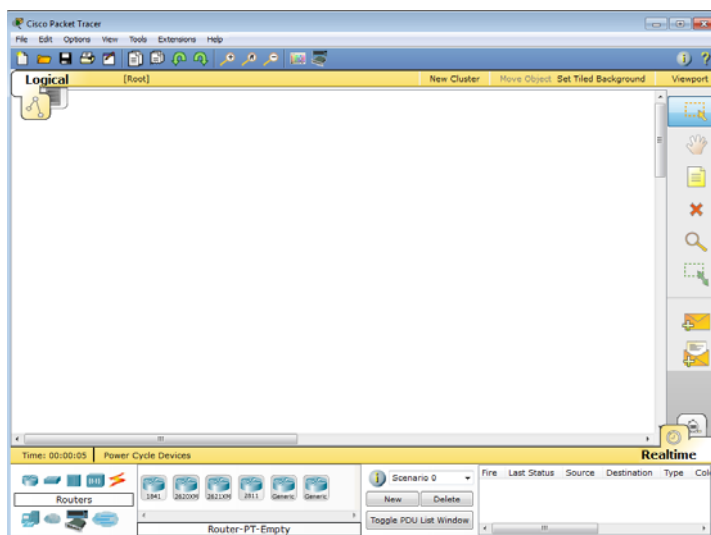 Cisco Packet Tracer
File Edit Options View Tools Extensions Help
Logical [Root] New Cluster Move Object Set Tiled Background Viewport
Time: 00:00:05 Power Cycle Devices Realtime
Scenario 0 Fire Last Status Source Destination Type Colo
1841 2620XM 2621XM 2811 Generic Generic
Routers New Delete
Toggle PDU List Window
Router-PT-Empty